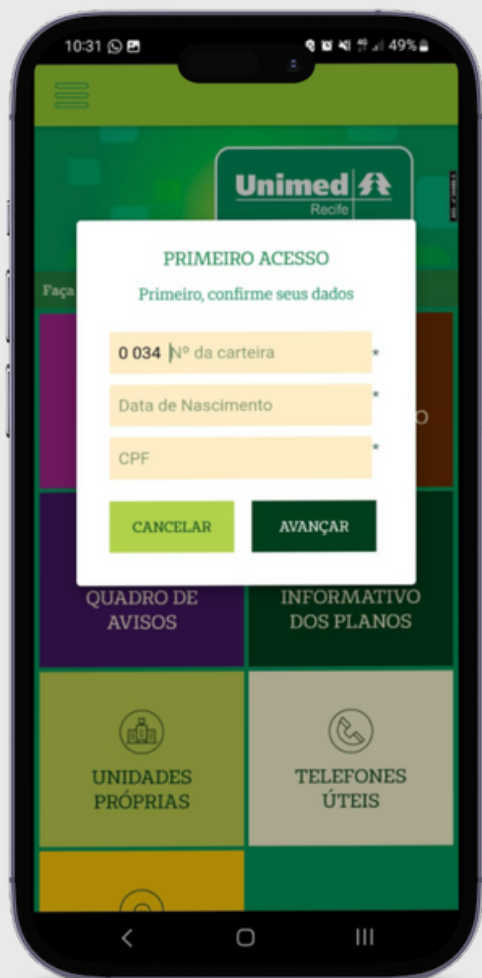 10:31
49%
Unimed
Recife
Faça
PRIMEIRO ACESSO
Primeiro, confirme seus dados
0 034 Nº da carteira *
Data de Nascimento *
CPF *
O
CANCELAR
AVANÇAR
QUADRO DE
AVISOS
INFORMATIVO
DOS PLANOS
UNIDADES
PRÓPRIAS
TELEFONES
ÚTEIS